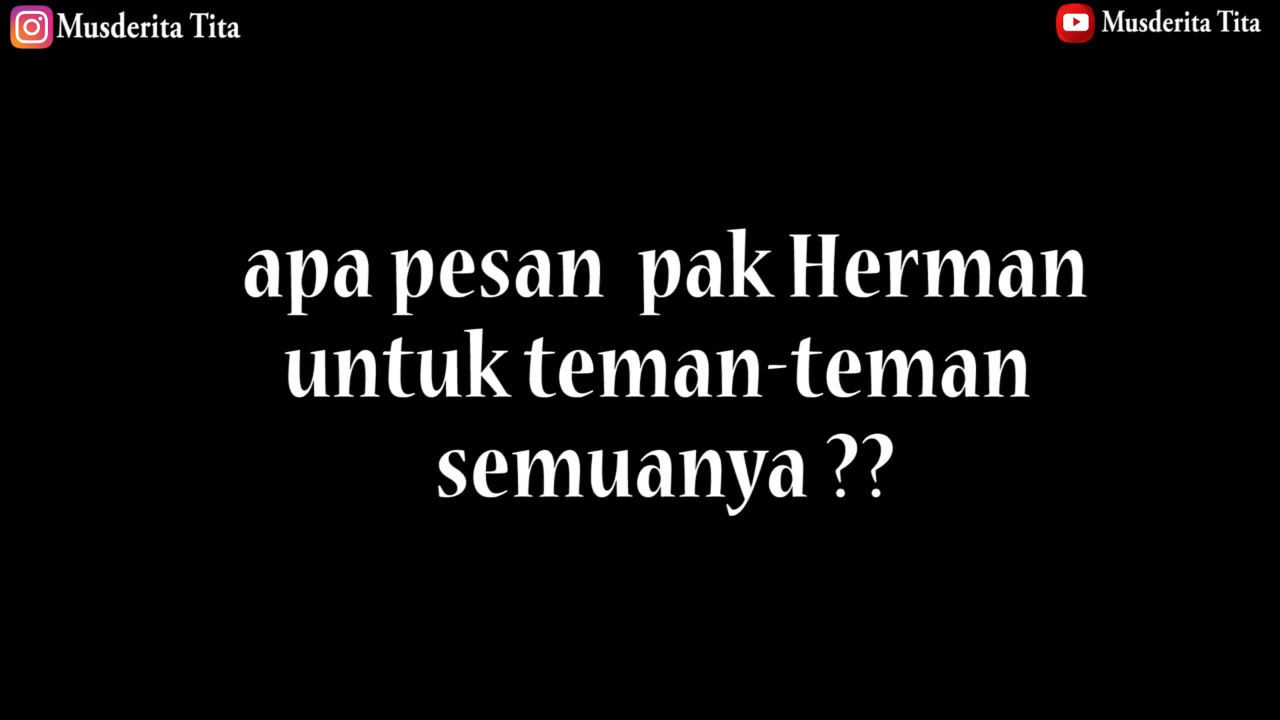 Musderita Tita
Musderita Tita
apa pesan pak Herman
untuk teman-teman
semuanya ??